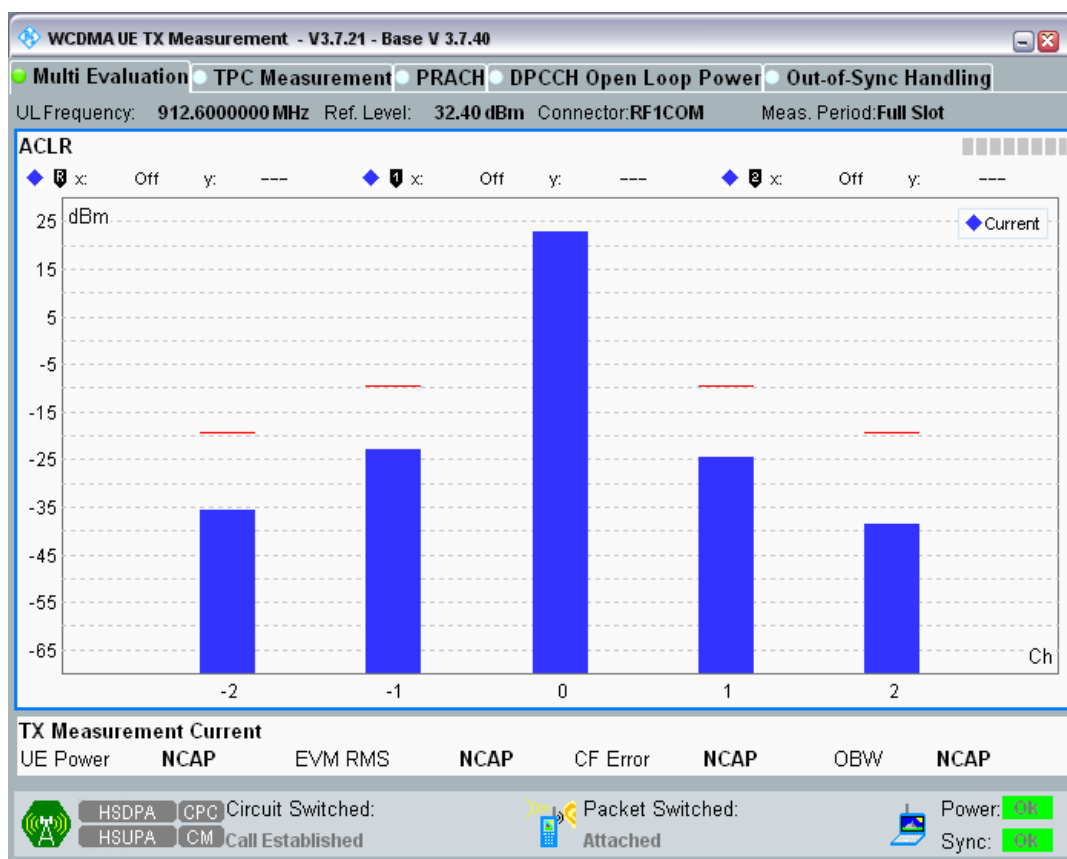 WCDMA UE TX Measurement - V3.7.21 - Base V 3.7.40
Multi Evaluation TPC Measurement PRACH DPCCH Open Loop Power Out-of-Sync Handling
UL Frequency: 912.6000000 MHz Ref. Level: 32.40 dBm Connector: RF1COM Meas. Period: Full Slot
ACLR
R x: Off y: --- 1 x: Off y: --- 2 x: Off y: ---
dBm
Current
25
15
5
-5
-15
-25
-35
-45
-55
-65
Ch
-2 -1 0 1 2
TX Measurement Current
UE Power NCAP EVM RMS NCAP CF Error NCAP OBW NCAP
HSDPA CPC Circuit Switched: Packet Switched: Power: Ok
HSUPA CM Call Established Attached Sync: Ok